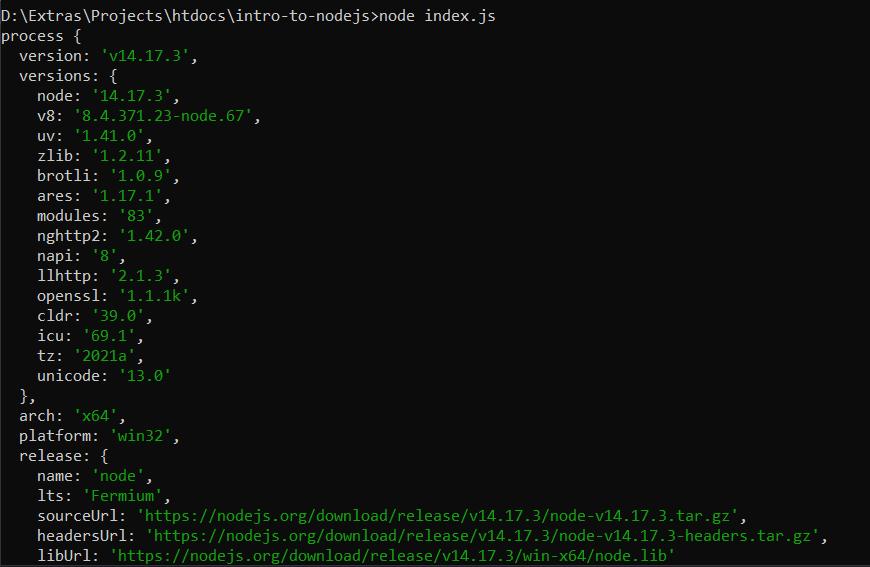 D:\Extras\Projects\htdocs\intro-to-nodejs>node index.js
process {
  version: 'v14.17.3',
  versions: {
    node: '14.17.3',
    v8: '8.4.371.23-node.67',
    uv: '1.41.0',
    zlib: '1.2.11',
    brotli: '1.0.9',
    ares: '1.17.1',
    modules: '83',
    nghttp2: '1.42.0',
    napi: '8',
    llhttp: '2.1.3',
    openssl: '1.1.1k',
    cldr: '39.0',
    icu: '69.1',
    tz: '2021a',
    unicode: '13.0'
  },
  arch: 'x64',
  platform: 'win32',
  release: {
    name: 'node',
    lts: 'Fermium',
    sourceUrl: 'https://nodejs.org/download/release/v14.17.3/node-v14.17.3.tar.gz',
    headersUrl: 'https://nodejs.org/download/release/v14.17.3/node-v14.17.3-headers.tar.gz',
    libUrl: 'https://nodejs.org/download/release/v14.17.3/win-x64/node.lib'